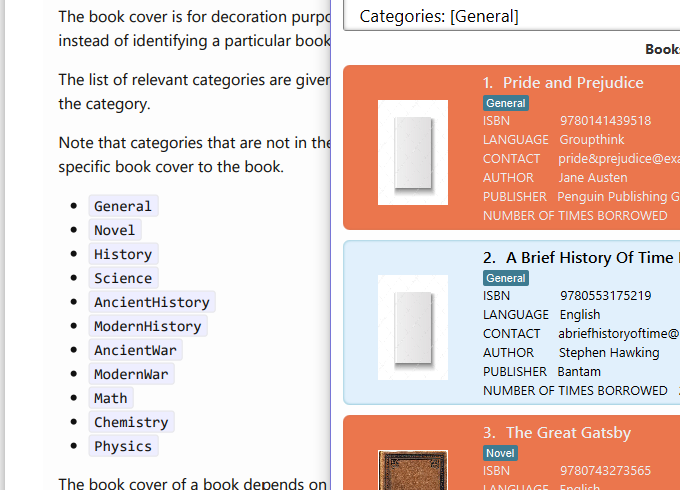 The book cover is for decoration
instead of identifying a particular book
The list of relevant categories are
the category.
Note that categories that are not in the
specific book cover to the book.
General
Novel
History
Science
AncientHistory
ModernHistory
AncientWar
ModernWar
Math
Chemistry
Physics
The book cover of a book depends on
Categories: [General]
1. Pride and Prejudice
General
ISBN 9780141439518
LANGUAGE Groupthink
CONTACT pride&prejudice@exa
AUTHOR Jane Austen
PUBLISHER Penguin Publishing G
NUMBER OF TIMES BORROWED
2. A Brief History Of Time
General
ISBN 9780553175219
LANGUAGE English
CONTACT abriefhistoryoftime@
AUTHOR Stephen Hawking
PUBLISHER Bantam
NUMBER OF TIMES BORROWED
3. The Great Gatsby
Novel
ISBN 9780743273565
LANGUAGE English